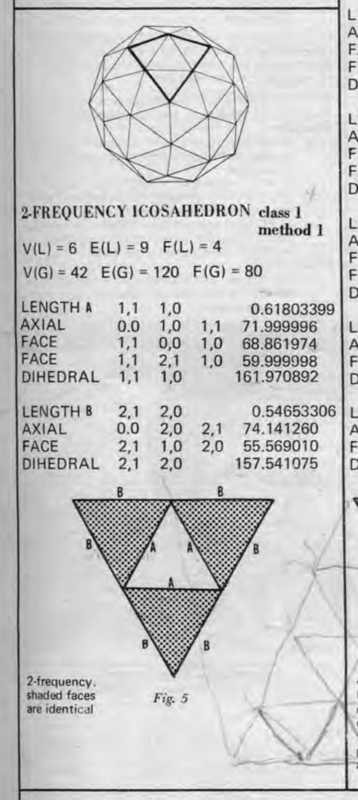 2-FREQUENCY ICOSAHEDRON class 1
method 1
V(L) = 6 E(L) = 9 F(L) = 4
V(G) = 42 E(G) = 120 F(G) = 80
LENGTH A 1,1 1,0 0.61803399
AXIAL 0.0 1,0 1,1 71.999996
FACE 1,1 0,0 1,0 68.861974
FACE 1,1 2,1 1,0 59.999998
DIHEDRAL 1,1 1,0 161.970892
LENGTH B 2,1 2,0 0.54653306
AXIAL 0.0 2,0 2,1 74.141260
FACE 2,1 1,0 2,0 55.569010
DIHEDRAL 2,1 2,0 157.541075
B B
B A A B
A
B B
2-frequency.
shaded faces
are identical
Fig. 5
L
A
F
F
D
L
A
F
F
D